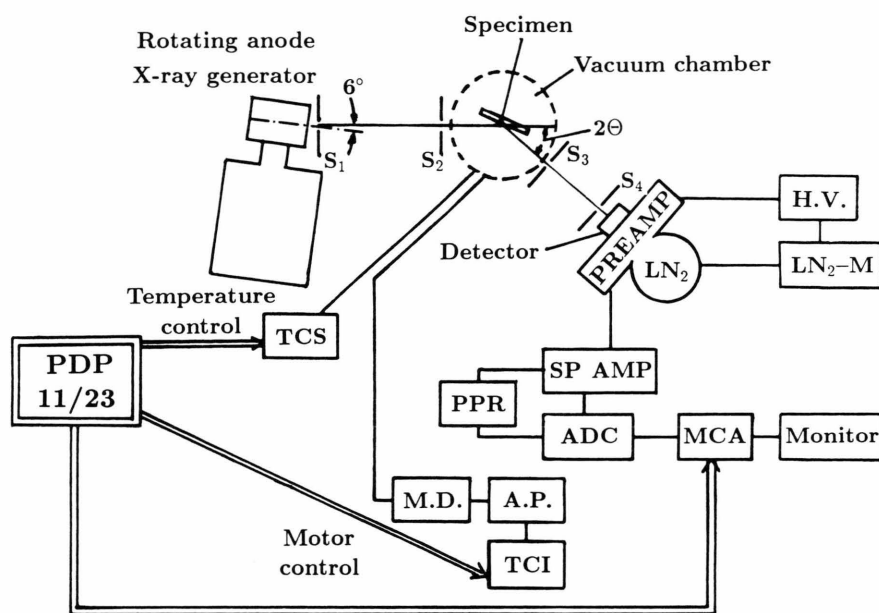 Specimen
Rotating anode
X-ray generator
6°
Vacuum chamber
2Θ
S1
S2
S3
S4
H.V.
PREAMP
Detector
LN2
LN2–M
Temperature
control
TCS
PDP
11/23
SP AMP
PPR
ADC
MCA
Monitor
M.D.
A.P.
Motor
control
TCI